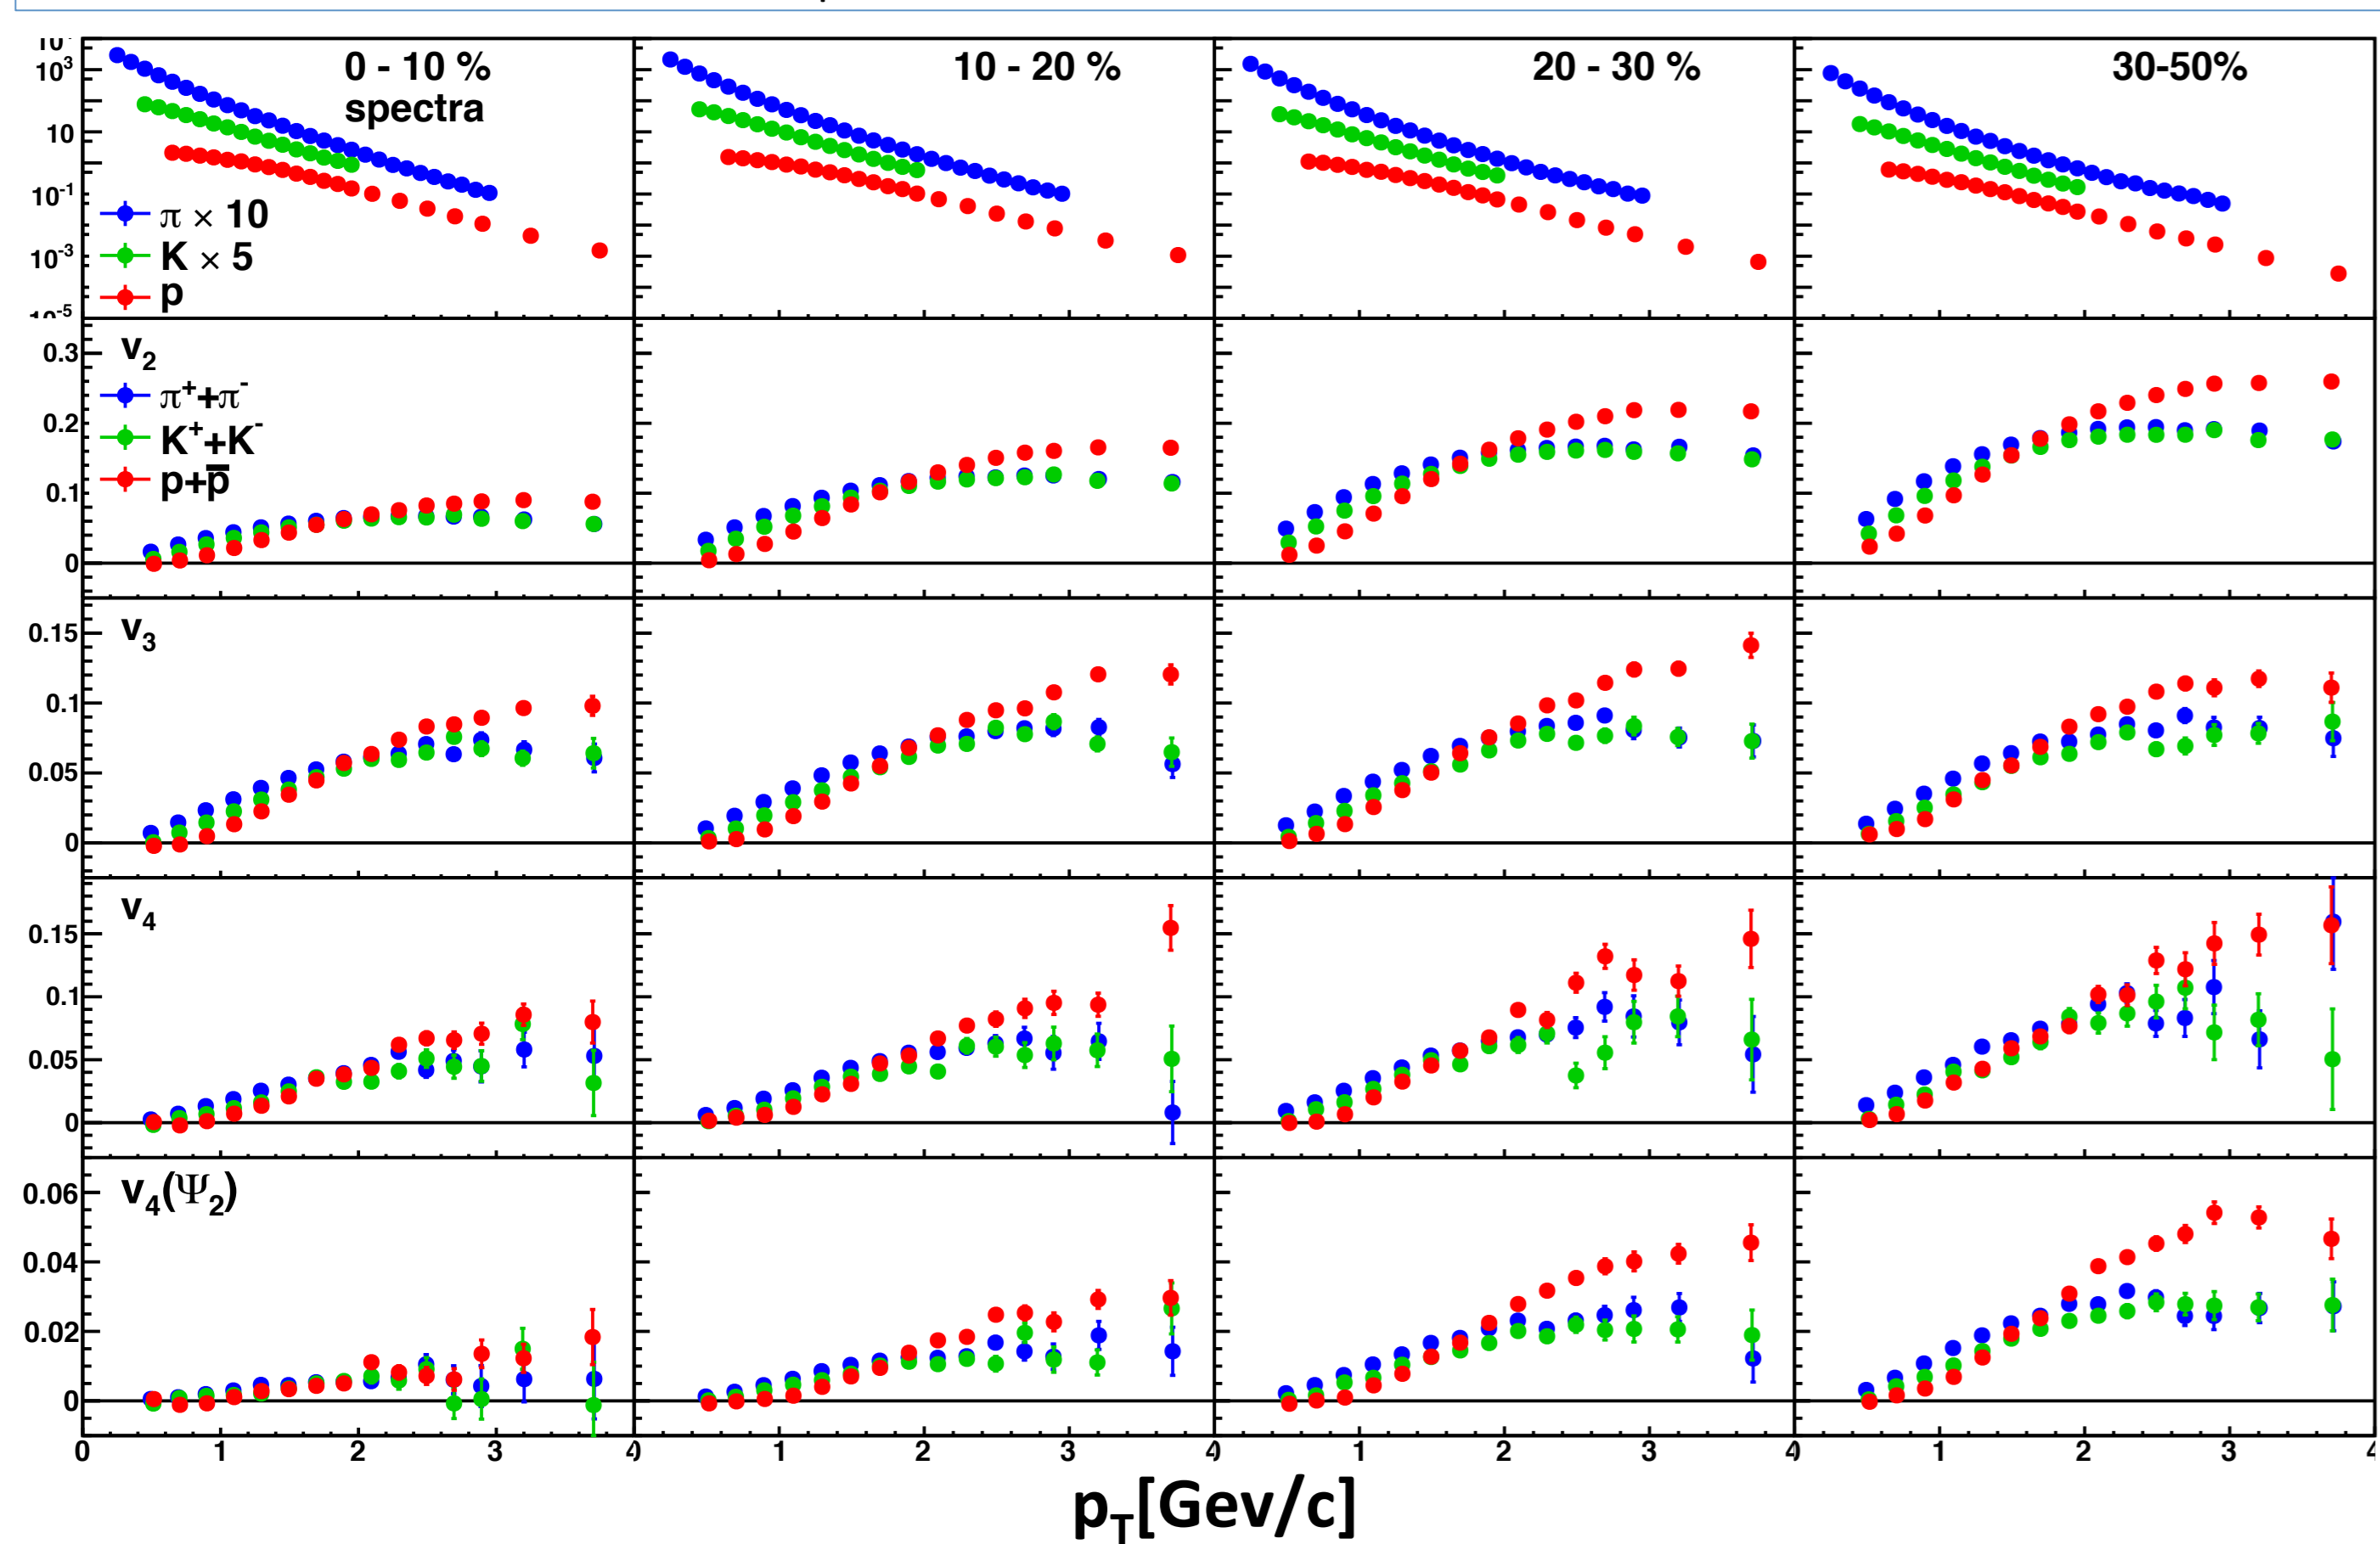 0 - 10 %
10 - 20 %
20 - 30 %
30-50%
spectra
10³
10
10⁻¹
10⁻³
10⁻⁵
π × 10
K × 5
p
v₂
0.3
0.2
0.1
0
π⁺+π⁻
K⁺+K⁻
p+p̅
v₃
0.15
0.1
0.05
0
v₄
0.15
0.1
0.05
0
v₄(Ψ₂)
0.06
0.04
0.02
0
0 1 2 3 4 1 2 3 4 1 2 3 4 1 2 3 4
p_T[Gev/c]